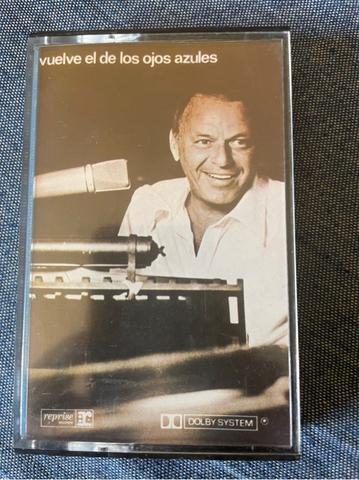 vuelve el de los ojos azules
reprise
DOLBY SYSTEM